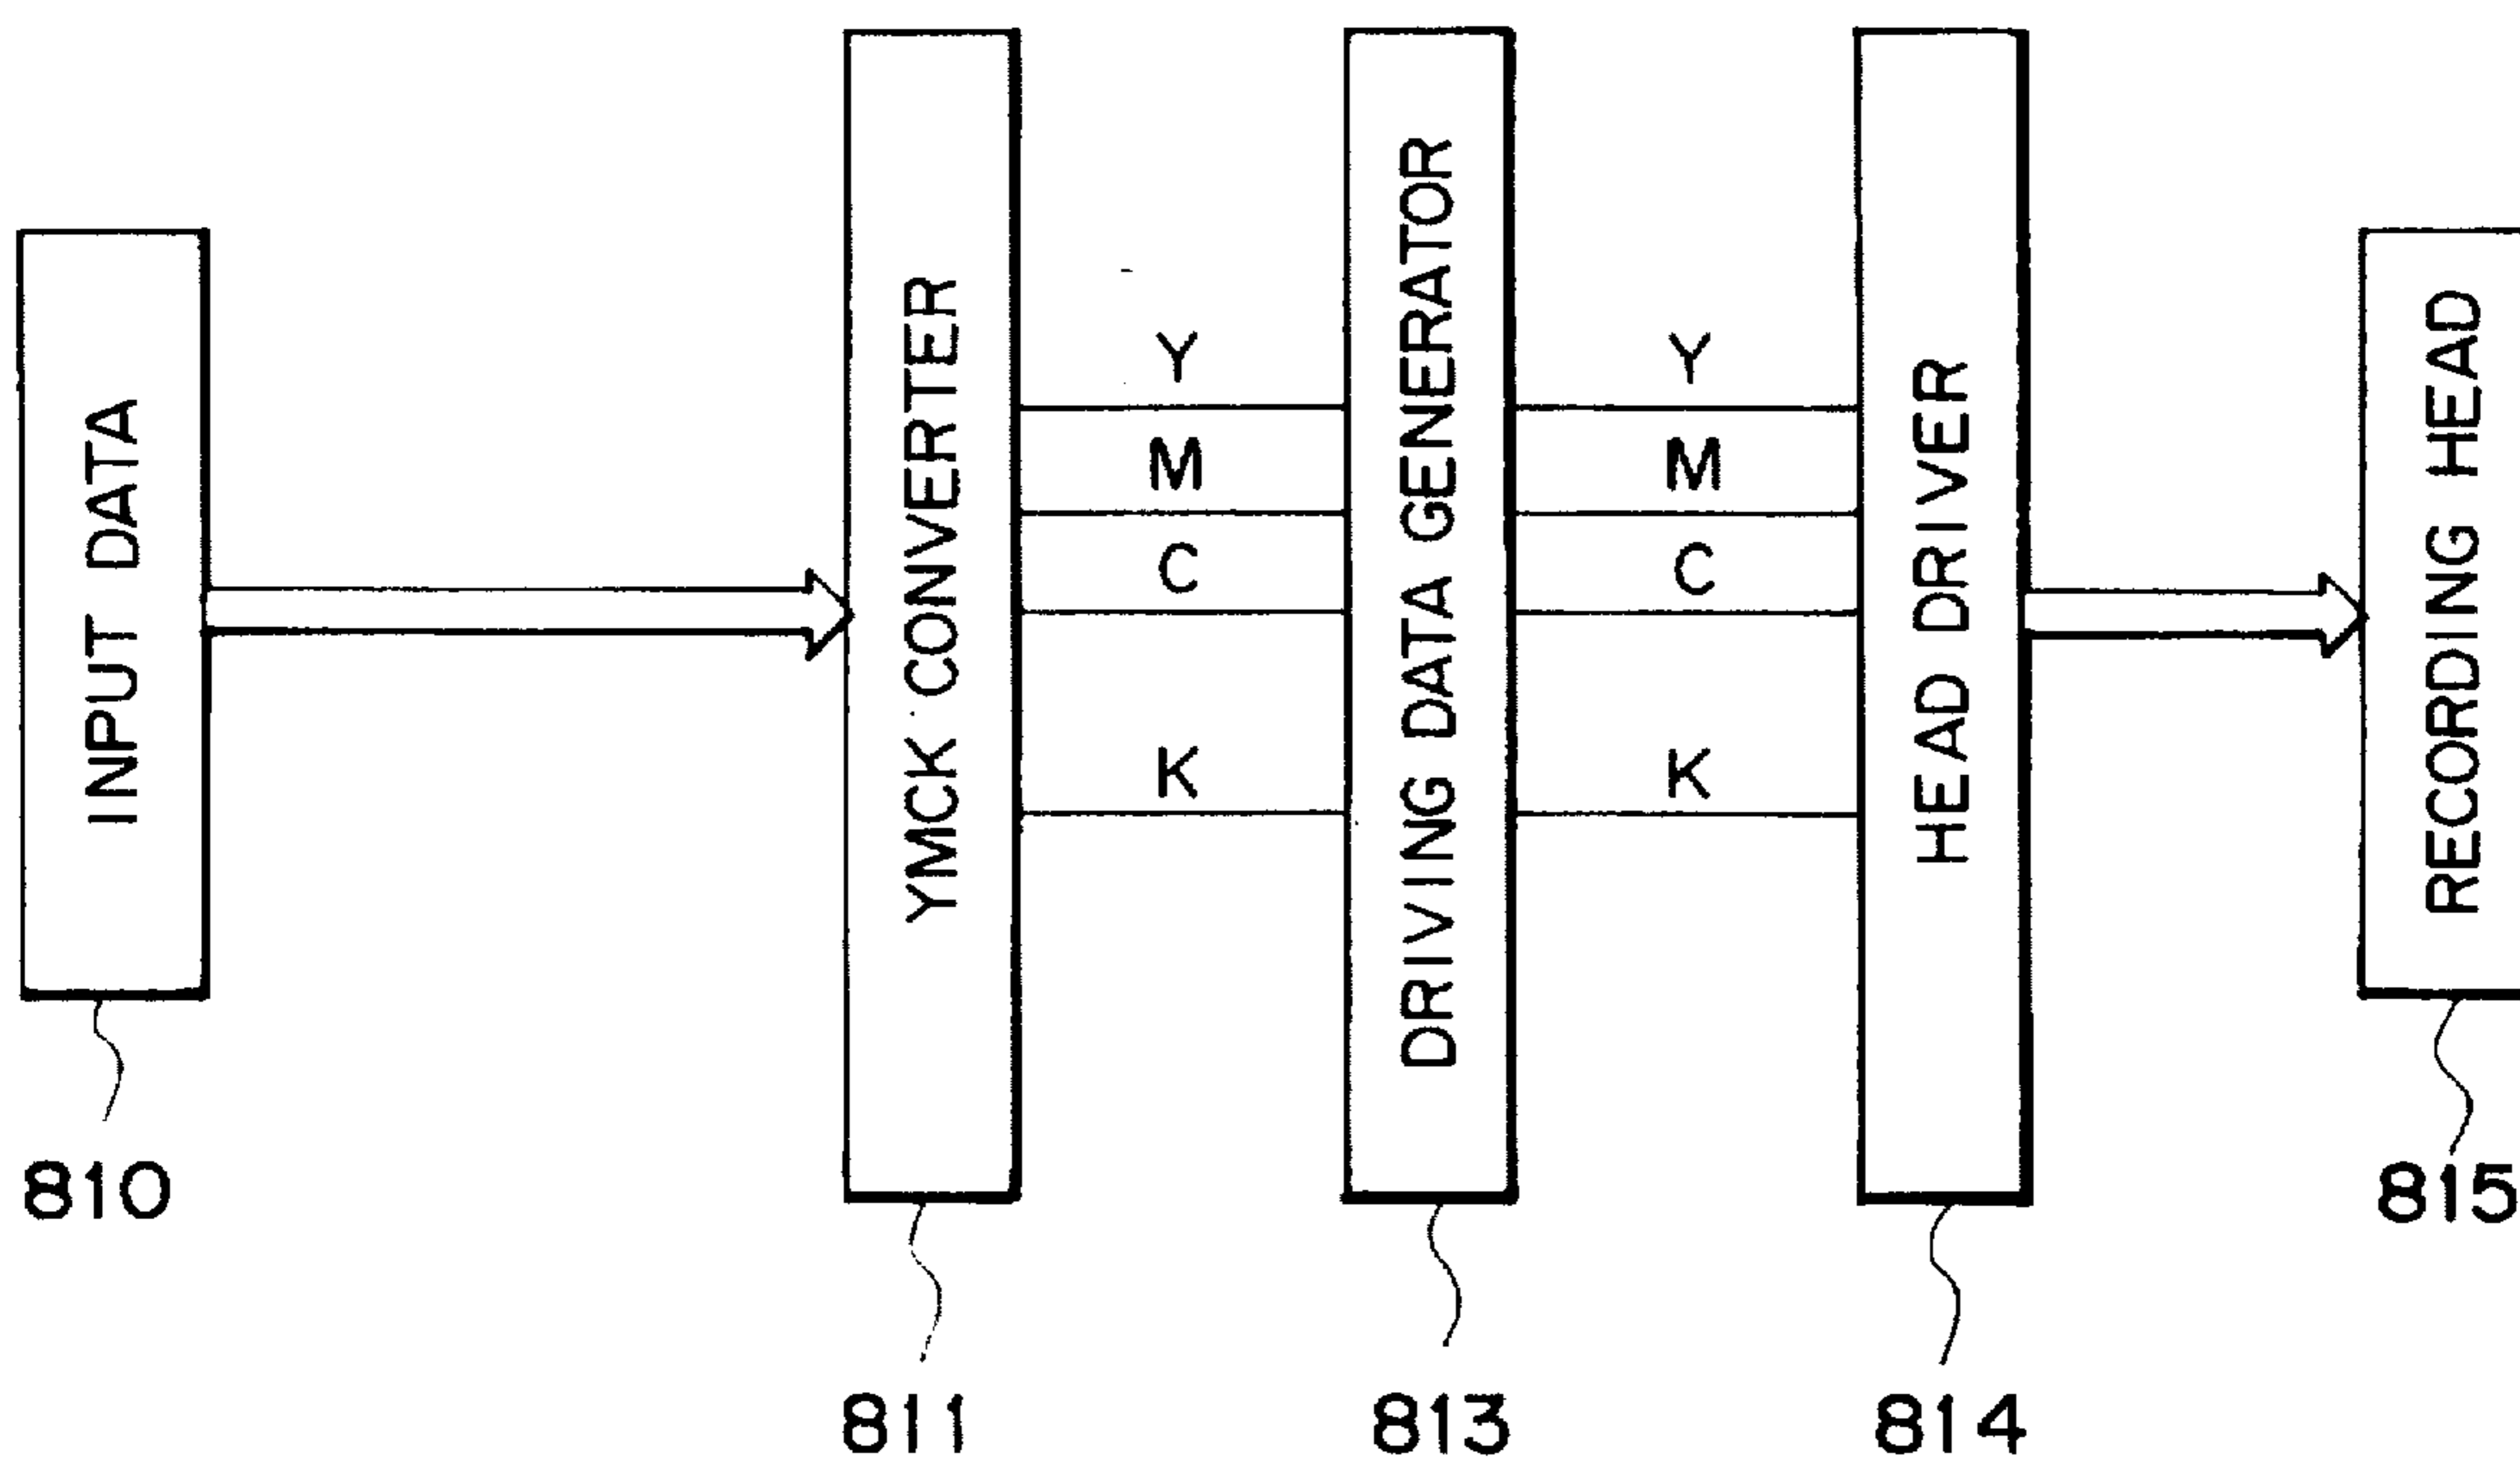 INPUT DATA
YMCK CONVERTER
Y
M
C
K
DRIVING DATA GENERATOR
Y
M
C
K
HEAD DRIVER
RECORDING HEAD
810
811
813
814
815